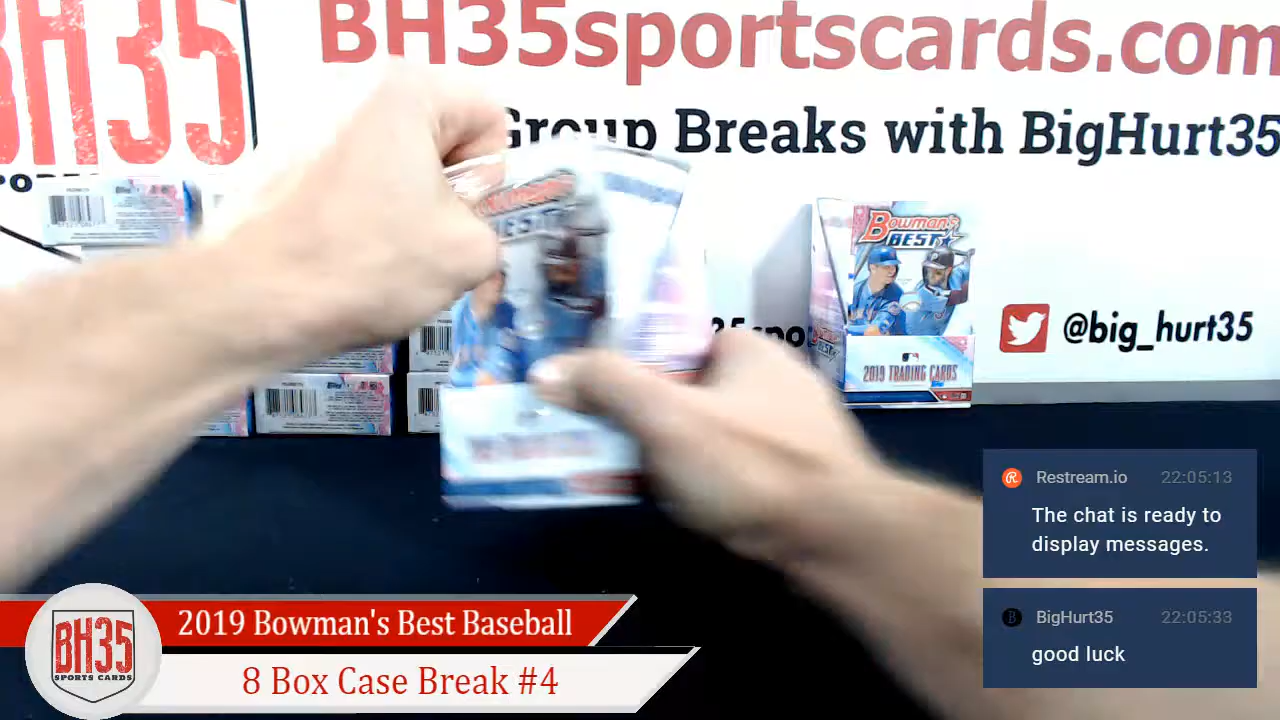 BH35
BH35sportscards.com
Group Breaks with BigHurt35
Bowman's
BEST
2019 TRADING CARDS
@big_hurt35
BEST
Restream.io 22:05:13
The chat is ready to
display messages.
BigHurt35 22:05:33
good luck
BH35
SPORTS CARDS
2019 Bowman's Best Baseball
8 Box Case Break #4